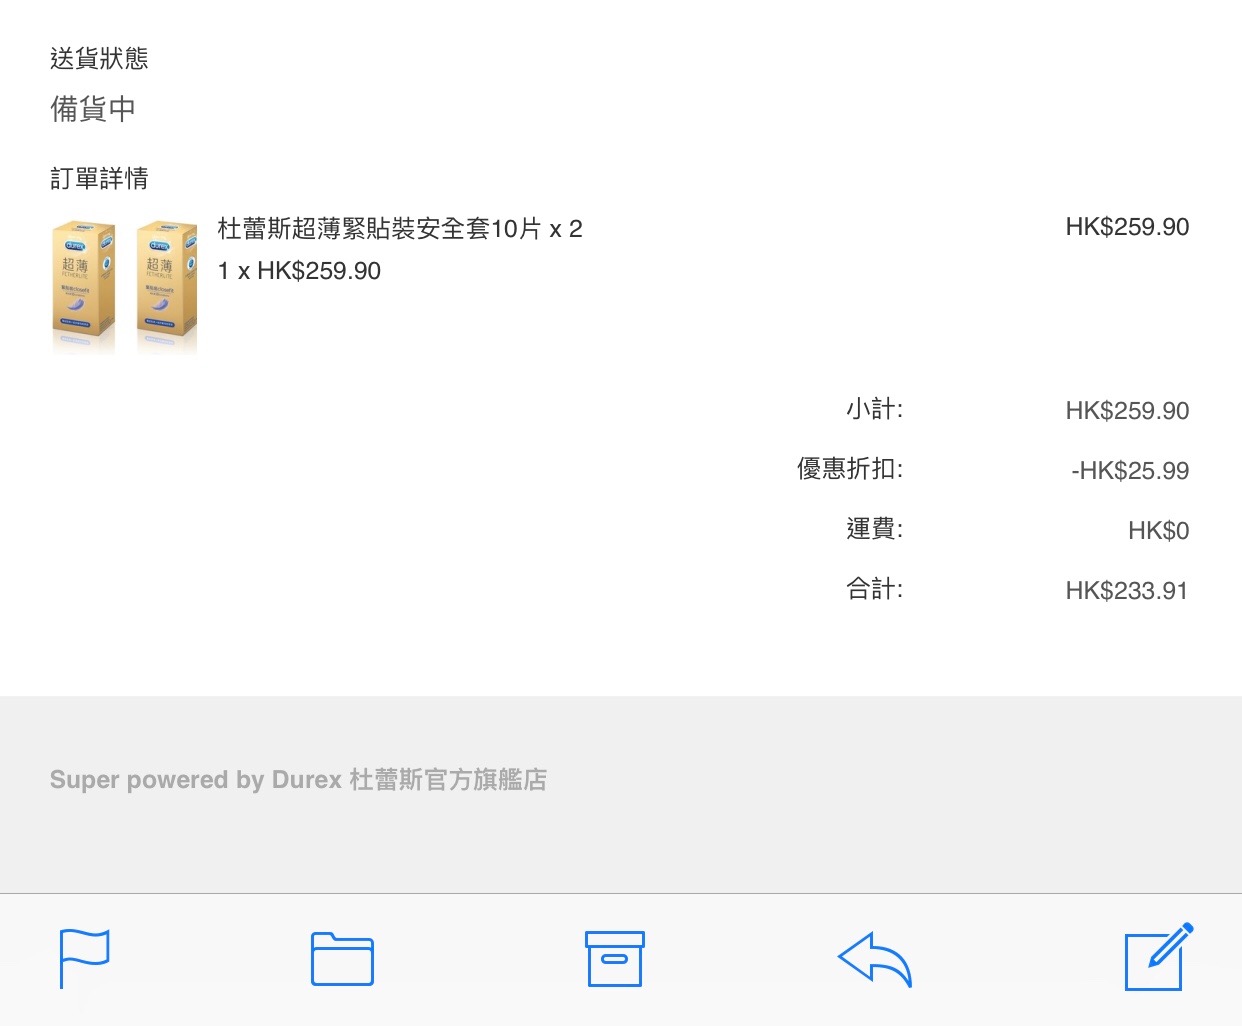 送貨狀態
備貨中
訂單詳情
durex
超薄
FETHERLITE
durex
超薄
FETHERLITE
杜蕾斯超薄緊貼裝安全套10片 x 2
HK$259.90
1 x HK$259.90
小計: HK$259.90
優惠折扣: -HK$25.99
運費: HK$0
合計: HK$233.91
Super powered by Durex 杜蕾斯官方旗艦店